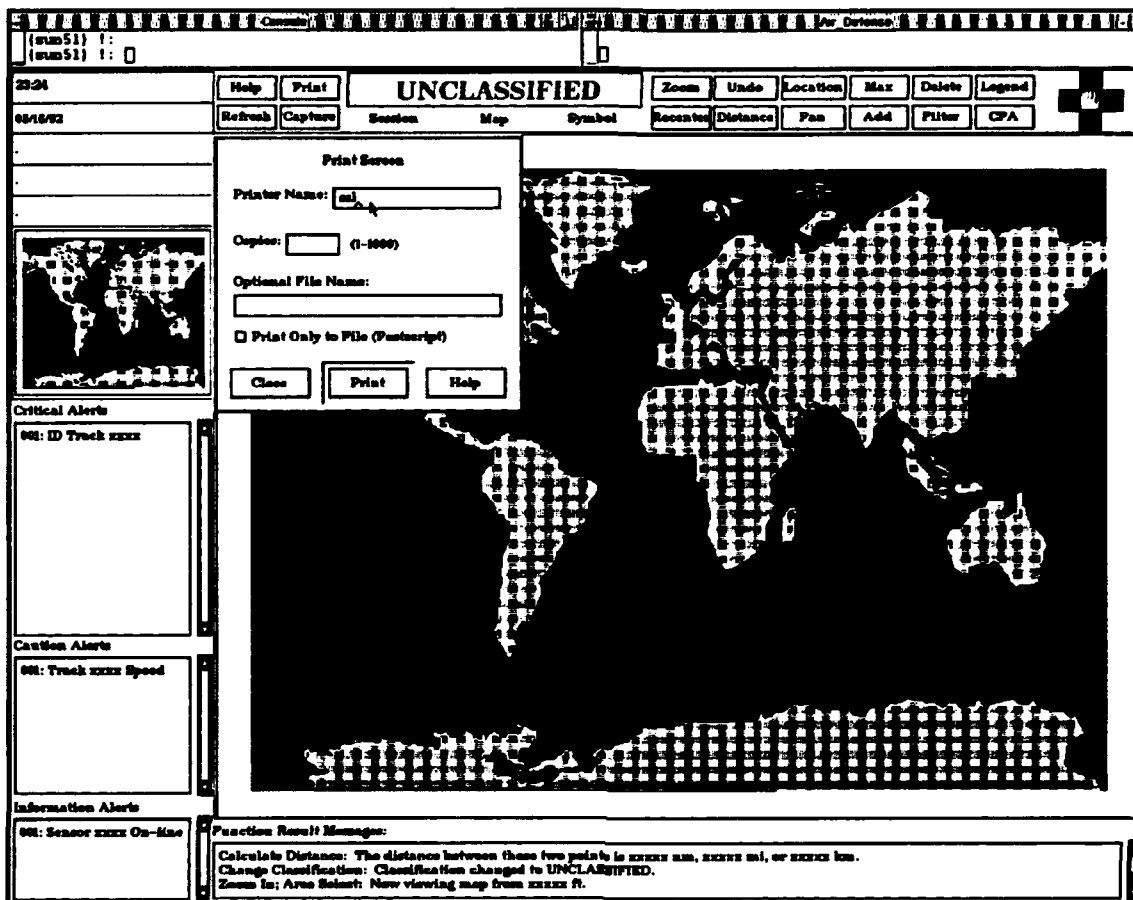 Console
Air Defense
(sun51) !:
(sun51) !:
23:24
Help Print UNCLASSIFIED Zoom Undo Location Max Delete Legend
05/15/92
Refresh Capture Session Map Symbol Recenter Distance Pan Add Filter CPA
Print Screen
Printer Name:
Copies: (1-1000)
Optional File Name:
Print Only to File (Postscript)
Close Print Help
Critical Alerts
001: ID Track xxxx
Caution Alerts
001: Track xxxx Speed
Information Alerts
001: Sensor xxxx On-line
Function Result Messages:
Calculate Distance: The distance between these two points is xxxxx nm, xxxxx mi, or xxxxx km.
Change Classification: Classification changed to UNCLASSIFIED.
Zoom In; Area Select: Now viewing map from xxxxx ft.